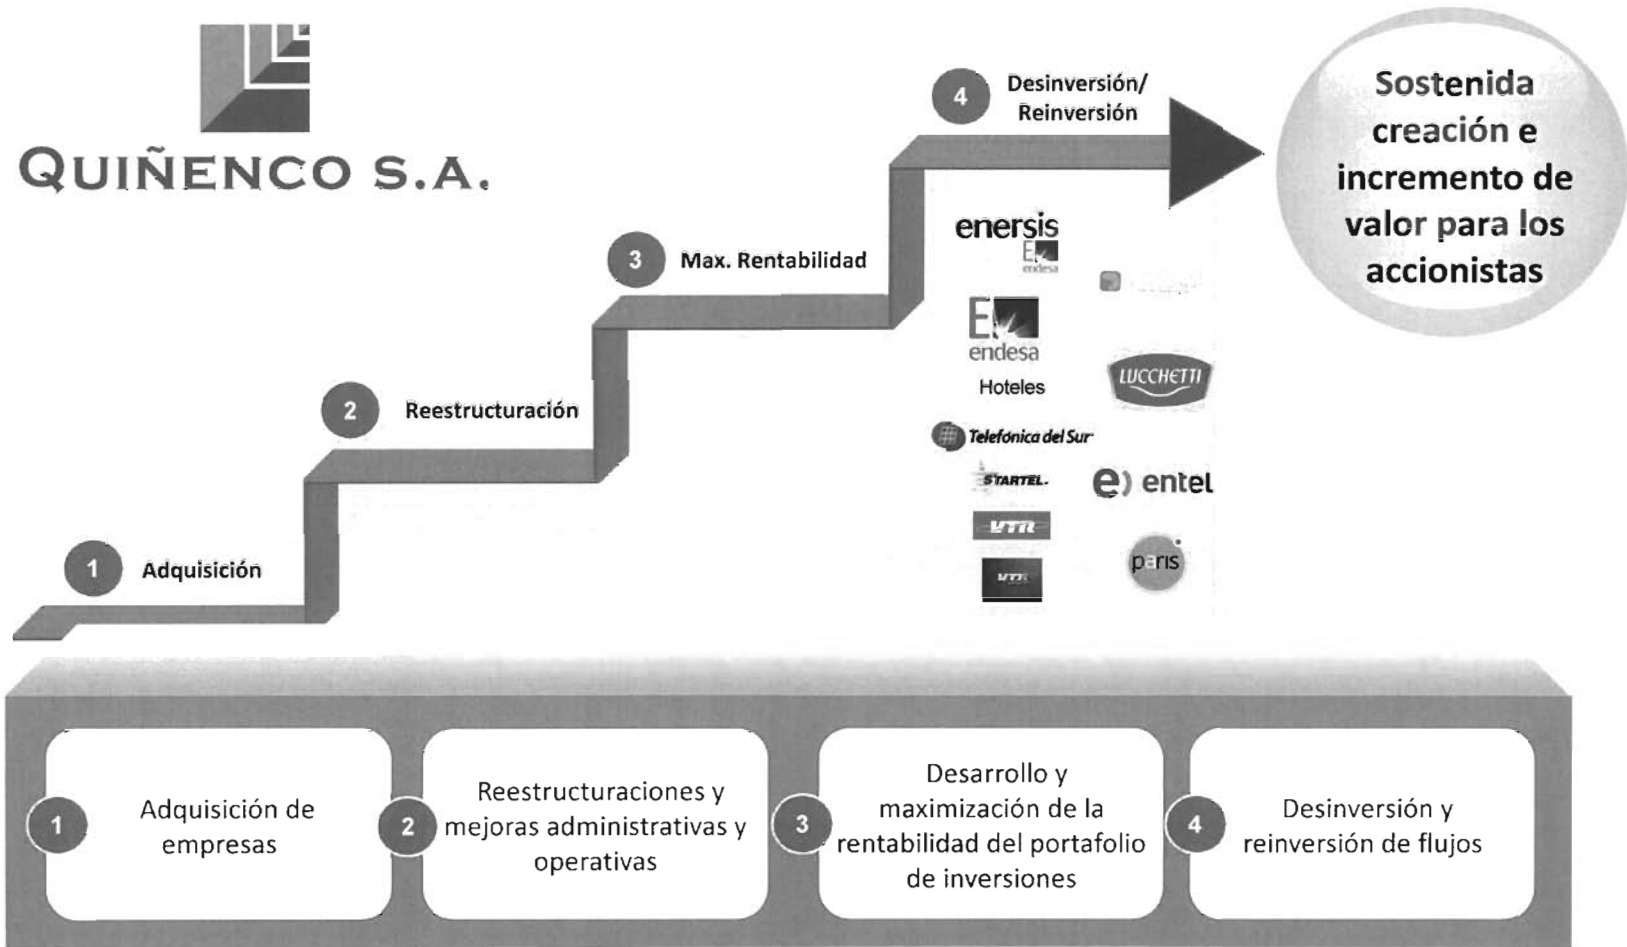 QUIÑENCO S.A.
4
Desinversión/
Reinversión
Sostenida
creación e
incremento de
valor para los
accionistas
3
Max. Rentabilidad
2
Reestructuración
1
Adquisición
enersis
endesa
endesa
Hoteles
LUCCHETTI
Telefónica del Sur
STARTEL.
entel
VTR
paris
VTR
1
Adquisición de
empresas
2
Reestructuraciones y
mejoras administrativas y
operativas
3
Desarrollo y
maximización de la
rentabilidad del portafolio
de inversiones
4
Desinversión y
reinversión de flujos